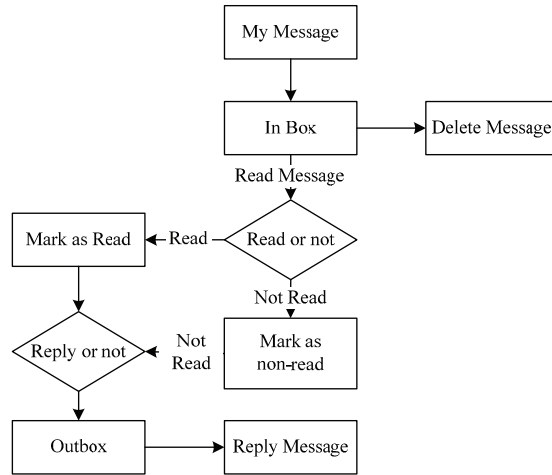 My Message
In Box
Delete Message
Read Message
Mark as Read
Read
Read or not
Not Read
Reply or not
Not
Read
Mark as
non-read
Outbox
Reply Message